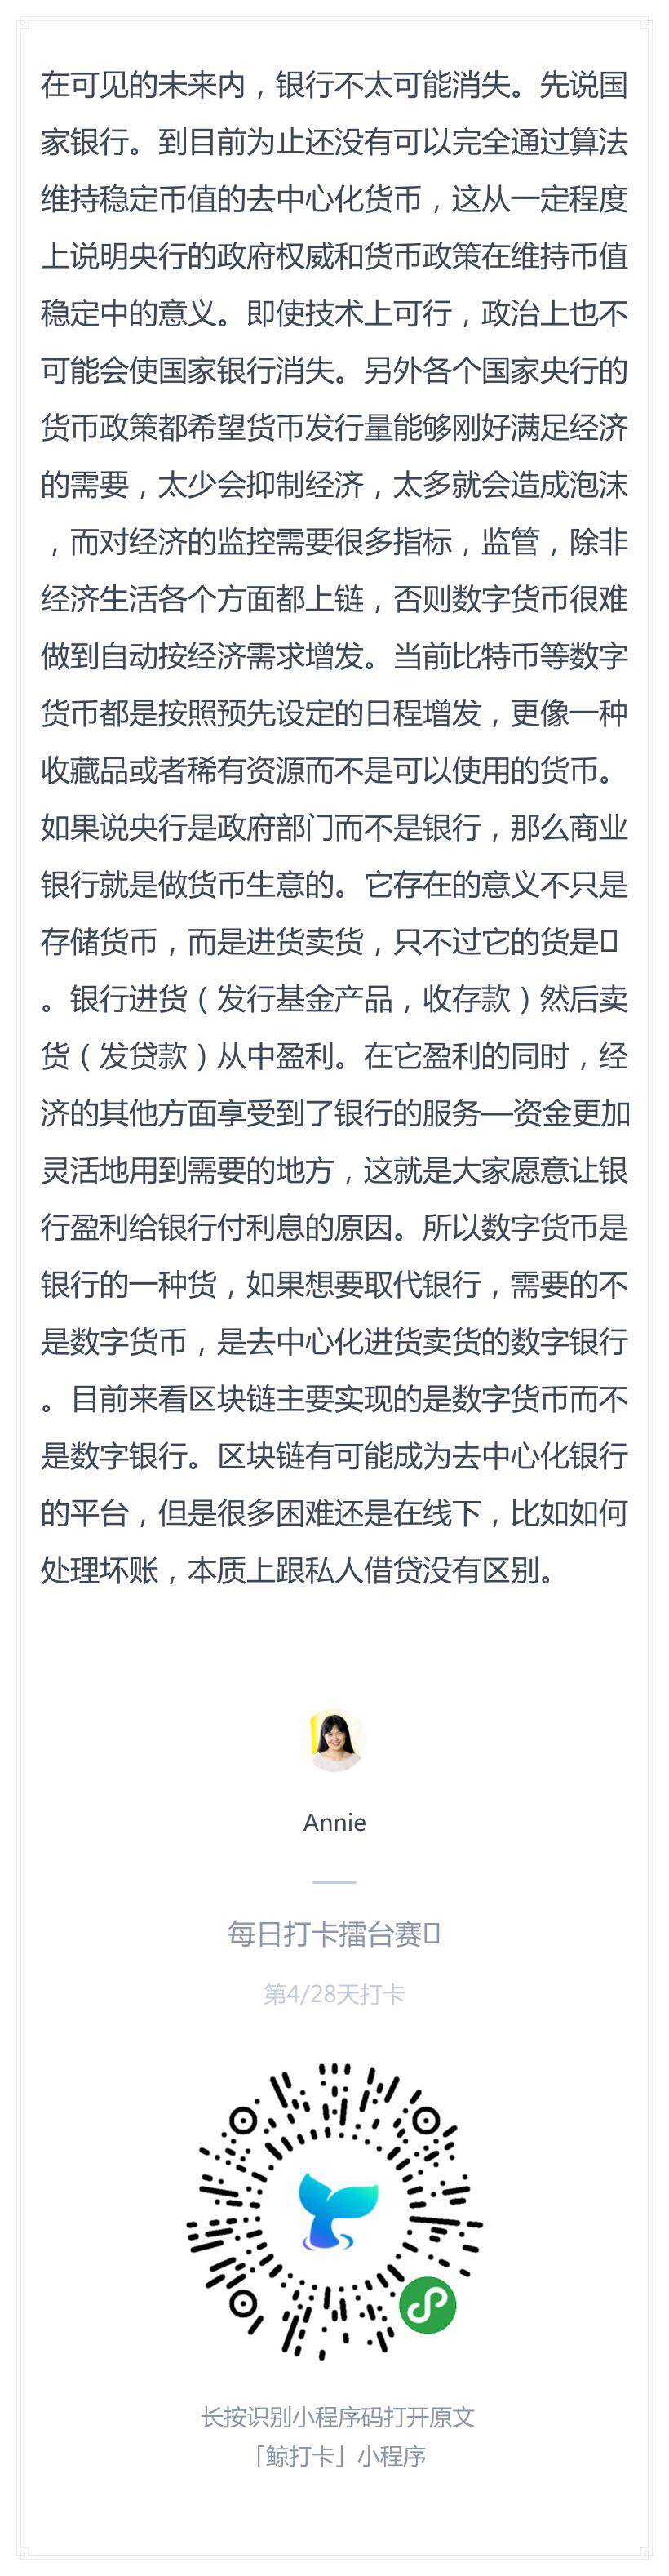 在可见的未来内，银行不太可能消失。先说国
家银行。到目前为止还没有可以完全通过算法
维持稳定币值的去中心化货币，这从一定程度
上说明央行的政府权威和货币政策在维持币值
稳定中的意义。即使技术上可行，政治上也不
可能会使国家银行消失。另外各个国家央行的
货币政策都希望货币发行量能够刚好满足经济
的需要，太少会抑制经济，太多就会造成泡沫
，而对经济的监控需要很多指标，监管，除非
经济生活各个方面都上链，否则数字货币很难
做到自动按经济需求增发。当前比特币等数字
货币都是按照预先设定的日程增发，更像一种
收藏品或者稀有资源而不是可以使用的货币。
如果说央行是政府部门而不是银行，那么商业
银行就是做货币生意的。它存在的意义不只是
存储货币，而是进货卖货，只不过它的货是
。银行进货（发行基金产品，收存款）然后卖
货（发贷款）从中盈利。在它盈利的同时，经
济的其他方面享受到了银行的服务—资金更加
灵活地用到需要的地方，这就是大家愿意让银
行盈利给银行付利息的原因。所以数字货币是
银行的一种货，如果想要取代银行，需要的不
是数字货币，是去中心化进货卖货的数字银行
。目前来看区块链主要实现的是数字货币而不
是数字银行。区块链有可能成为去中心化银行
的平台，但是很多困难还是在线下，比如如何
处理坏账，本质上跟私人借贷没有区别。
Annie
每日打卡擂台赛
第4/28天打卡
长按识别小程序码打开原文
「鲸打卡」小程序